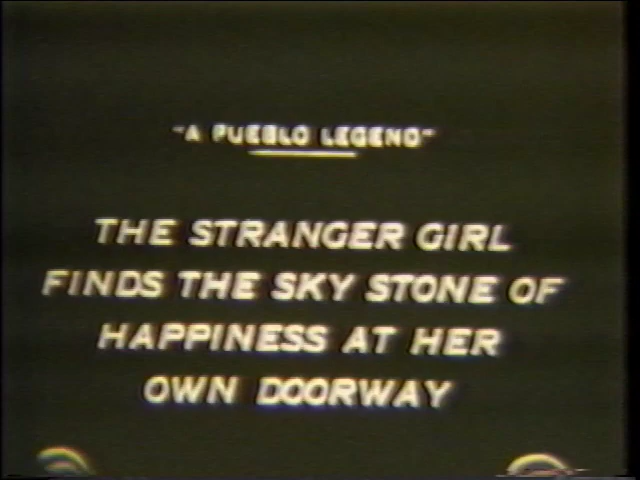 "A PUEBLO LEGEND"
THE STRANGER GIRL
FINDS THE SKY STONE OF
HAPPINESS AT HER
OWN DOORWAY